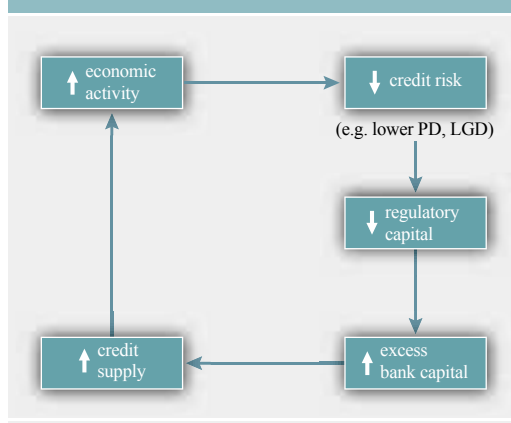 economic
activity
credit risk
(e.g. lower PD, LGD)
regulatory
capital
excess
bank capital
credit
supply